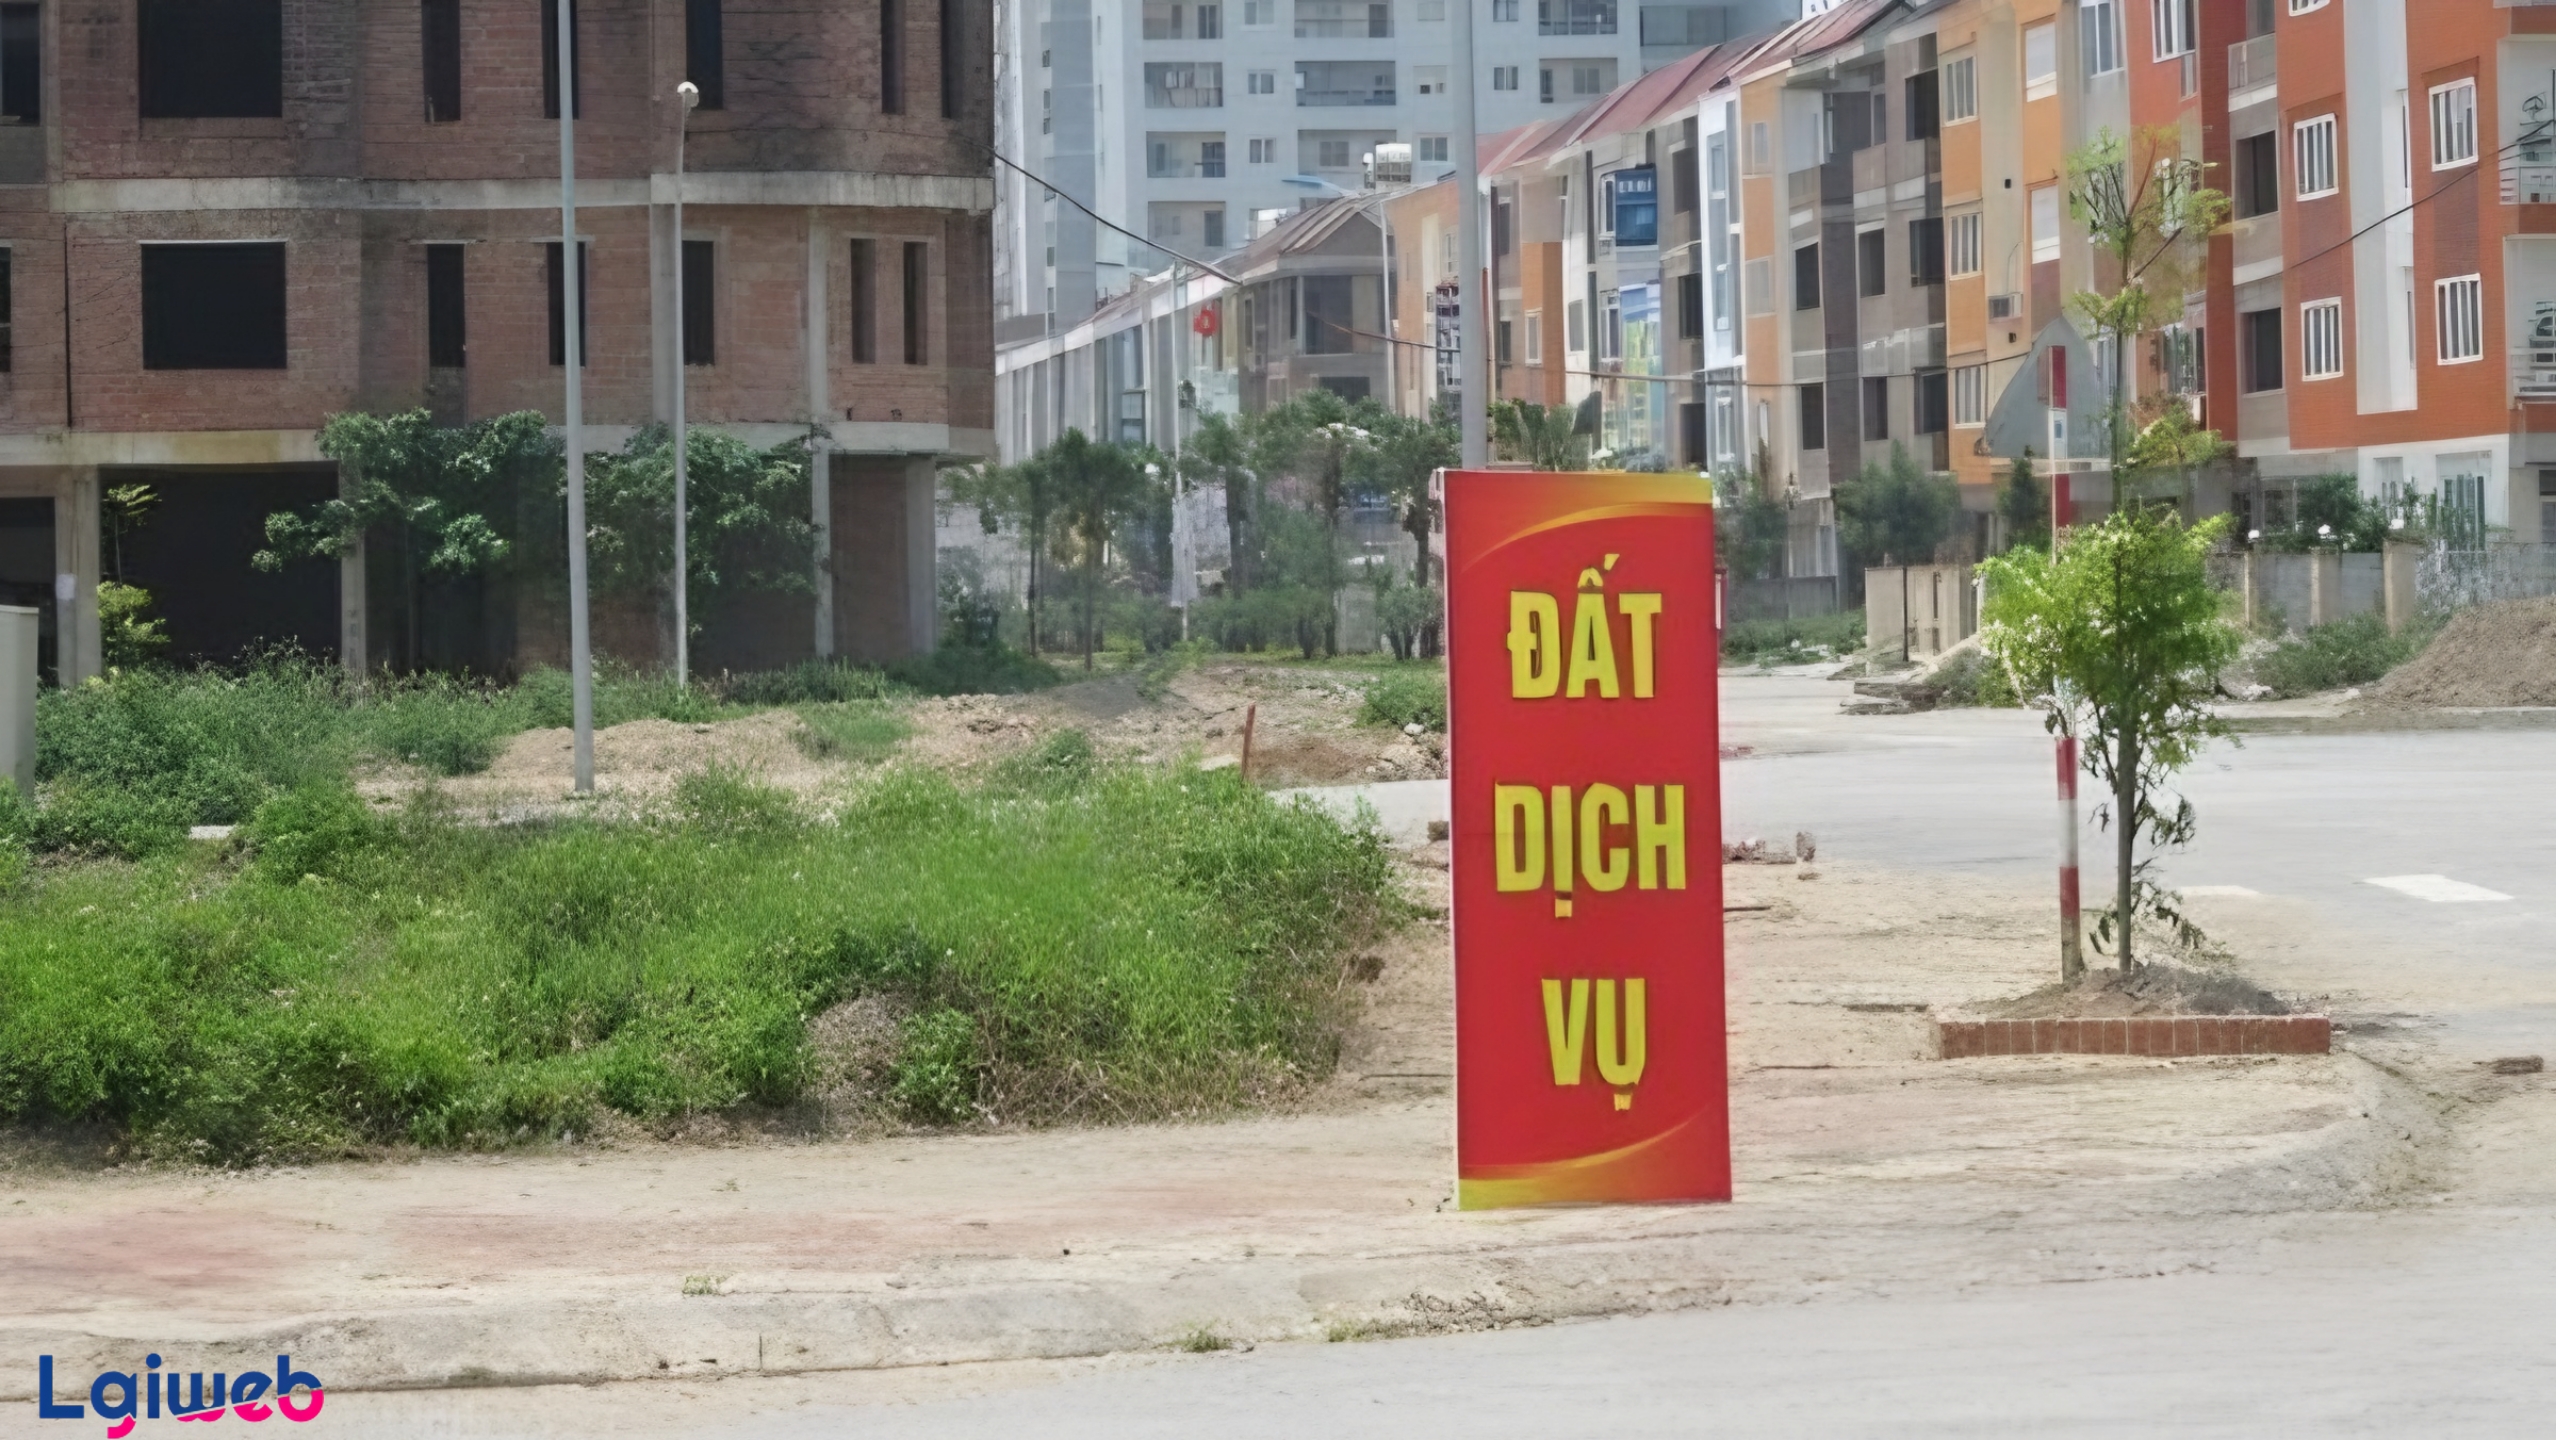 ĐẤT
DỊCH
VỤ
Lgiweb